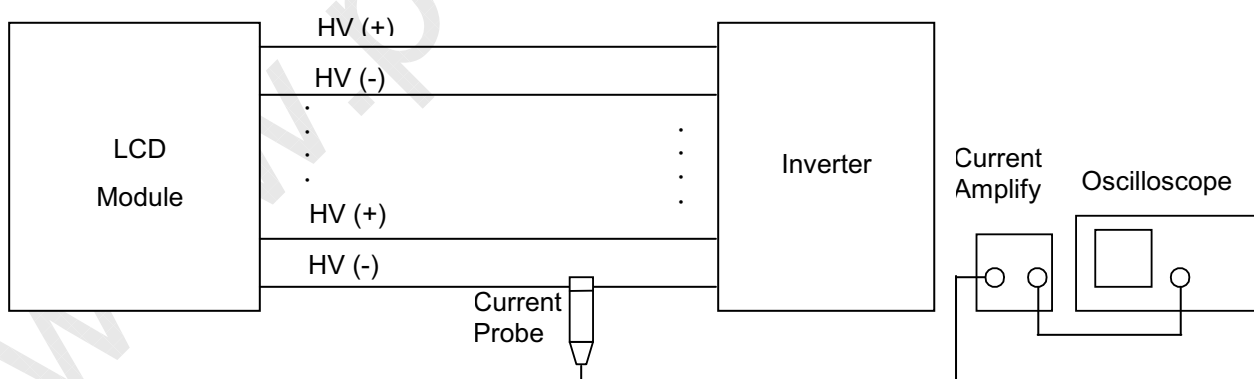 HV (+)
HV (-)
LCD
Module
Inverter
Current
Amplify
Oscilloscope
HV (+)
HV (-)
Current
Probe
w.p
w